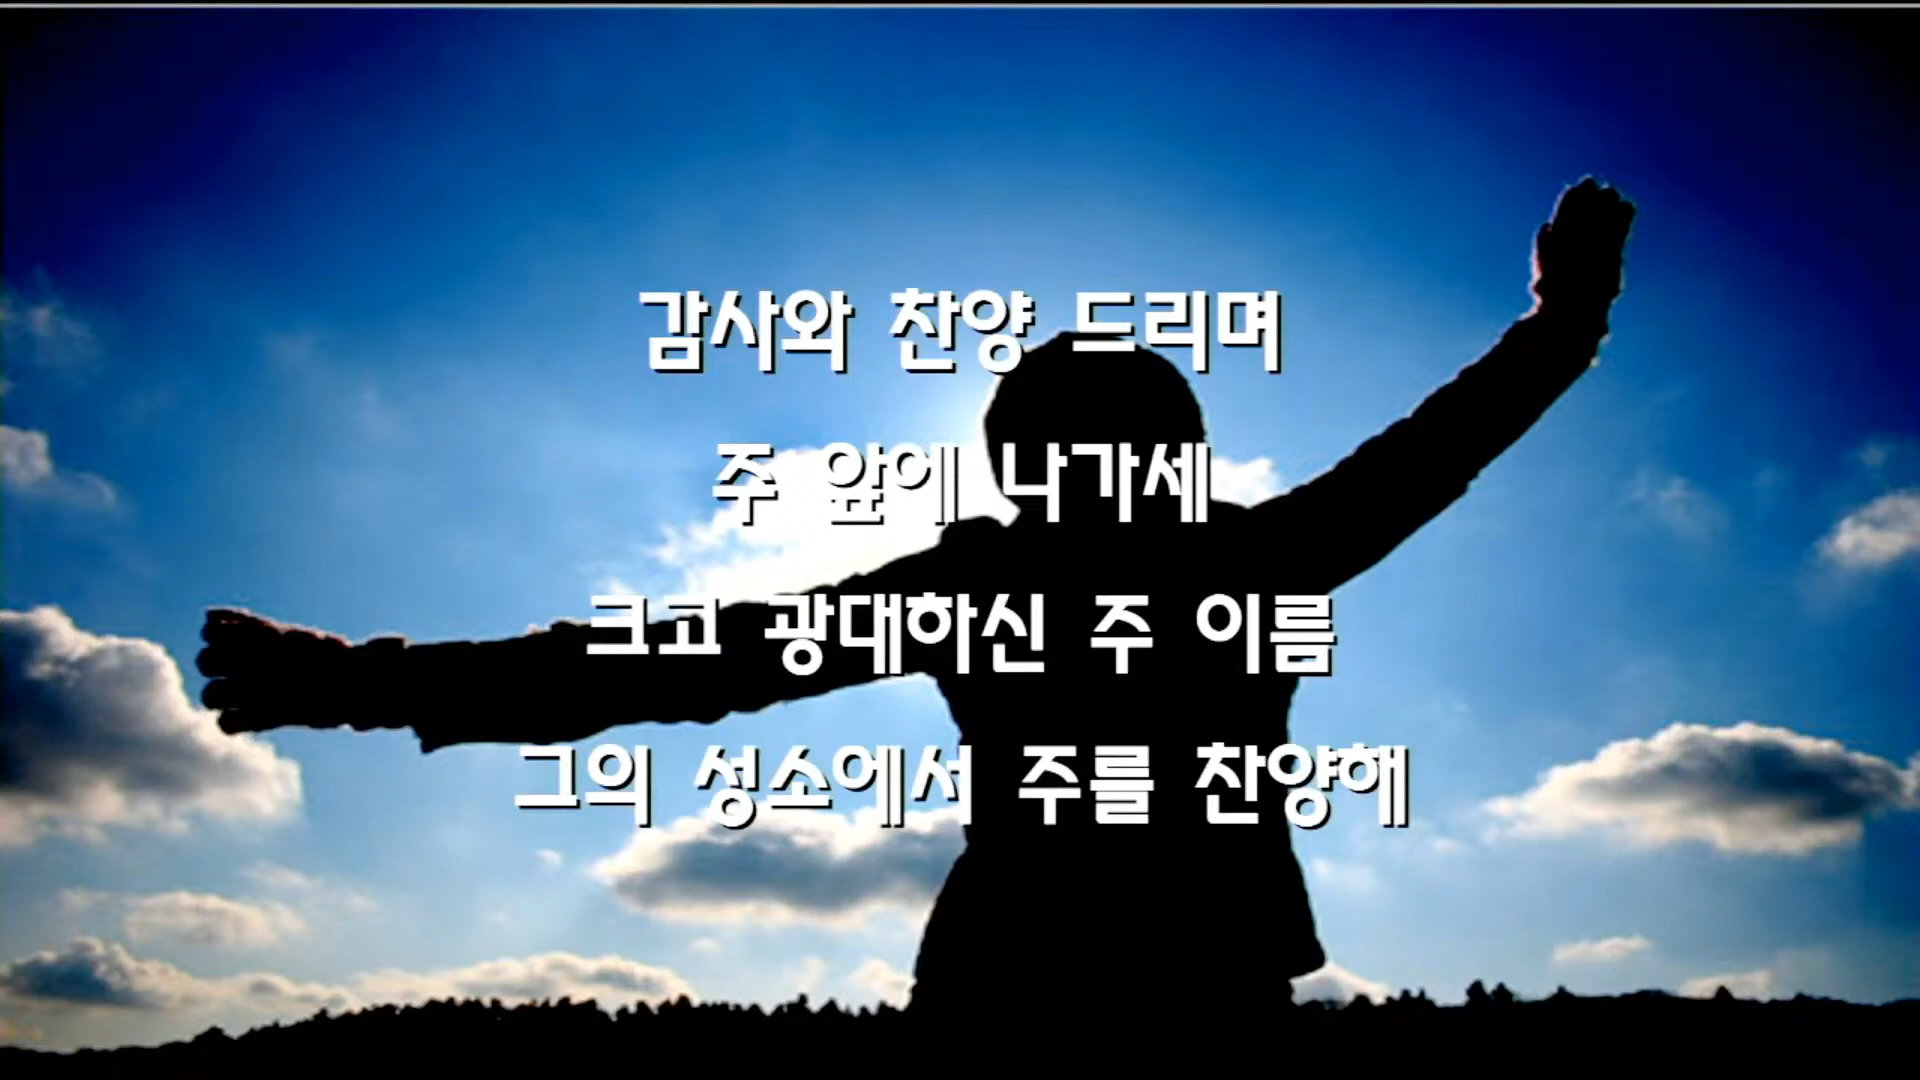 감사와 찬양 드리며
주 앞에 나가세
크고 광대하신 주 이름
그의 성소에서 주를 찬양해